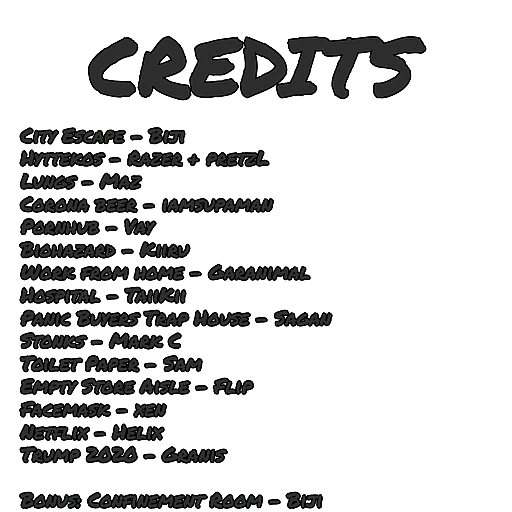 CREDITS
City Escape - Biji
Hyttekos - Razer + pretzL
Lungs - Maz
Corona beer - iamsupaman
Pornhub - Vay
Biohazard - Kiiru
Work from home - Garanimal
Hospital - TaiiKii
Panic Buyers Trap House - Sagan
Stonks - Mark C
Toilet Paper - Sam
Empty Store Aisle - Flip
Facemask - xen
Netflix - Helix
Trump 2020 - Granis
Bonus: Confinement Room - Biji